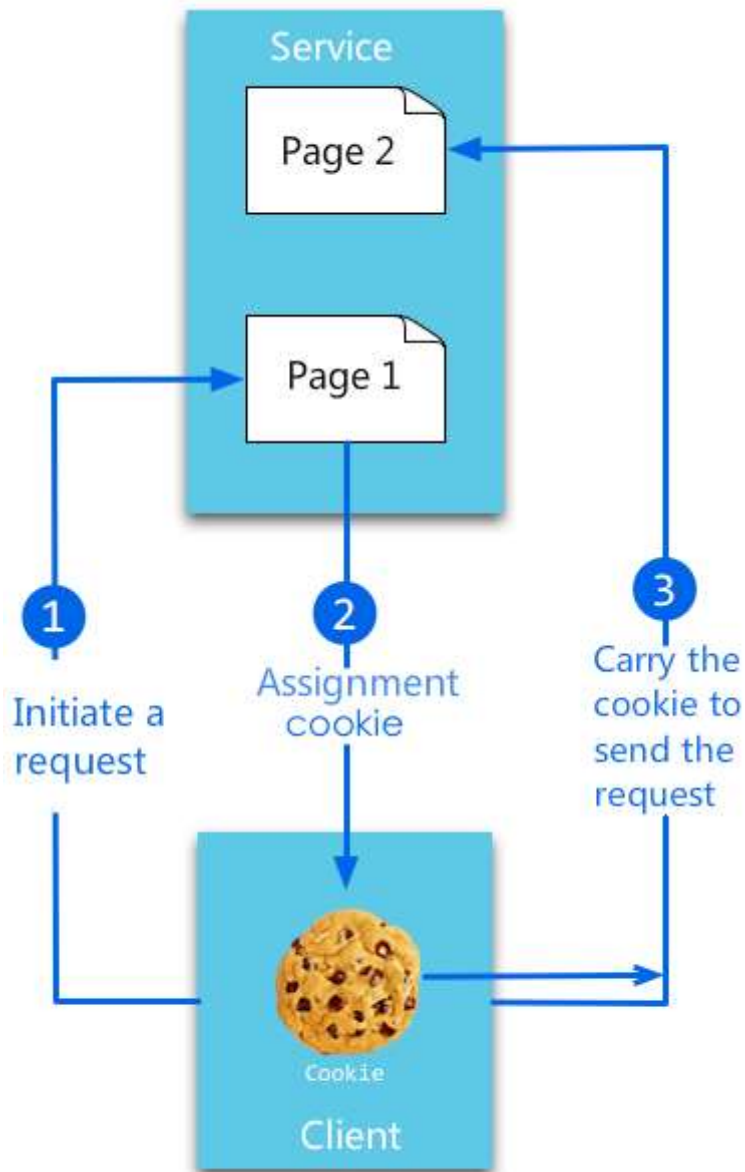 Service
Page 2
Page 1
1
Initiate a
request
2
Assignment
cookie
3
Carry the
cookie to
send the
request
Cookie
Client